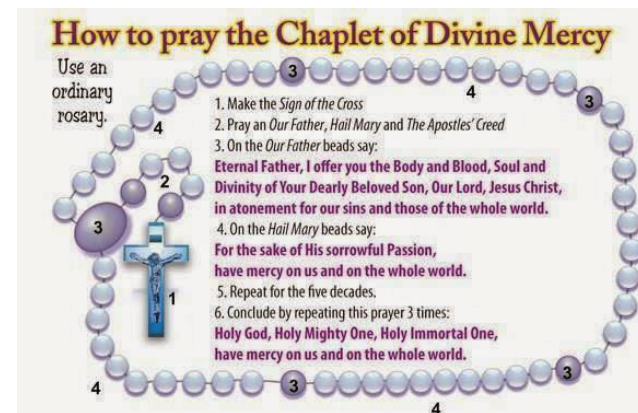 How to pray the Chaplet of Divine Mercy
Use an
ordinary
rosary.
1. Make the Sign of the Cross
2. Pray an Our Father, Hail Mary and The Apostles' Creed
3. On the Our Father beads say:
Eternal Father, I offer you the Body and Blood, Soul and
Divinity of Your Dearly Beloved Son, Our Lord, Jesus Christ,
in atonement for our sins and those of the whole world.
4. On the Hail Mary beads say:
For the sake of His sorrowful Passion,
have mercy on us and on the whole world.
5. Repeat for the five decades.
6. Conclude by repeating this prayer 3 times:
Holy God, Holy Mighty One, Holy Immortal One,
have mercy on us and on the whole world.
3
4
3
4
2
3
1
4
3
4
3